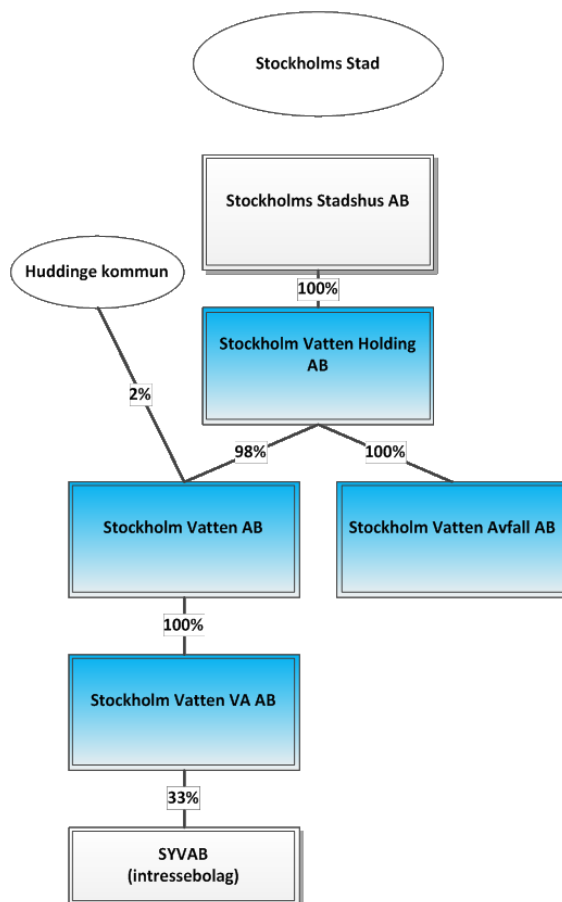 Stockholms Stad
Stockholms Stadshus AB
Huddinge kommun
100%
Stockholm Vatten Holding
AB
2%
98%
100%
Stockholm Vatten AB
Stockholm Vatten Avfall AB
100%
Stockholm Vatten VA AB
33%
SYVAB
(intressebolag)